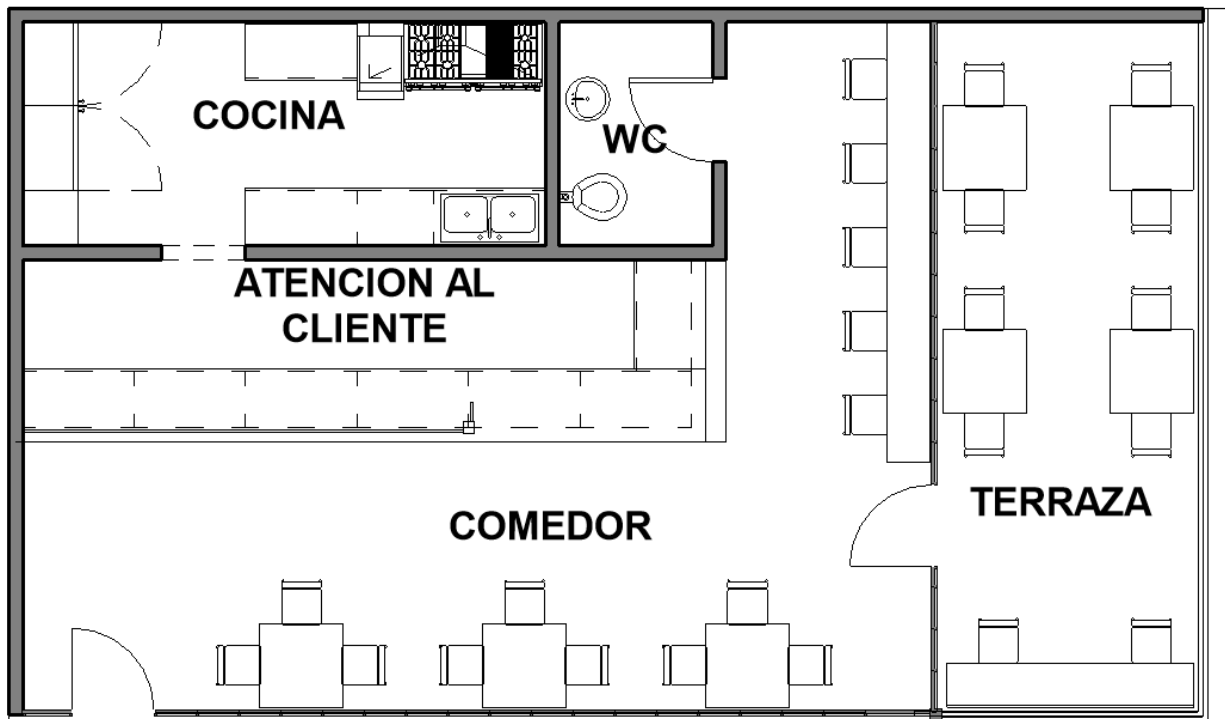 COCINA
WC
ATENCION AL
CLIENTE
COMEDOR
TERRAZA